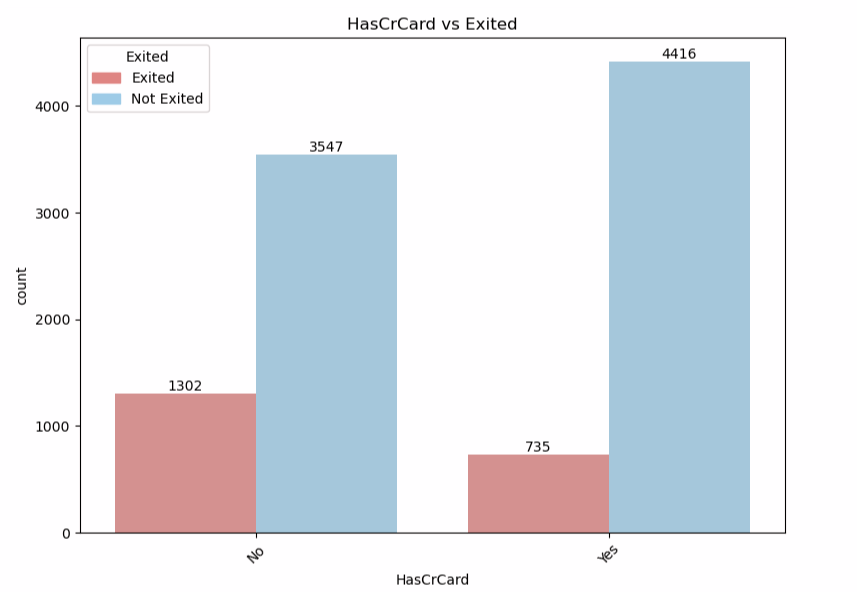 HasCrCard vs Exited
Exited
Exited
Not Exited
4416
4000
3547
3000
count
2000
1302
1000
735
0
No
Yes
HasCrCard